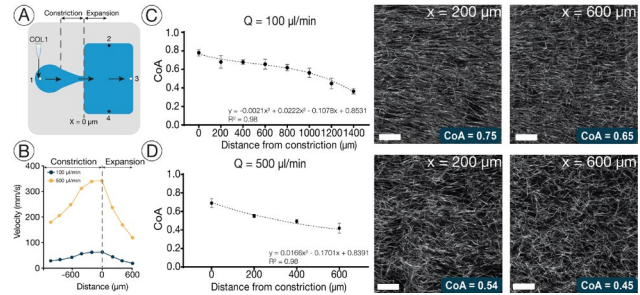 A
Constriction Expansion
COL1
1
2
3
4
X = 0 µm
B
Constriction Expansion
100 µl/min
500 µl/min
Velocity (mm/s)
400
300
200
100
0
-600 0 600
Distance (µm)
C
Q = 100 µl/min
CoA
1.0
0.8
0.6
0.4
0.2
0.0
y = -0.0021x³ + 0.0222x² - 0.1078x + 0.8531
R² = 0.98
0 200 400 600 800 1000 1200 1400
Distance from constriction (µm)
D
Q = 500 µl/min
CoA
1.0
0.8
0.6
0.4
0.2
0.0
y = 0.0166x² - 0.1701x + 0.8391
R² = 0.98
0 200 400 600
Distance from constriction (µm)
x = 200 µm
CoA = 0.75
x = 600 µm
CoA = 0.65
x = 200 µm
CoA = 0.54
x = 600 µm
CoA = 0.45